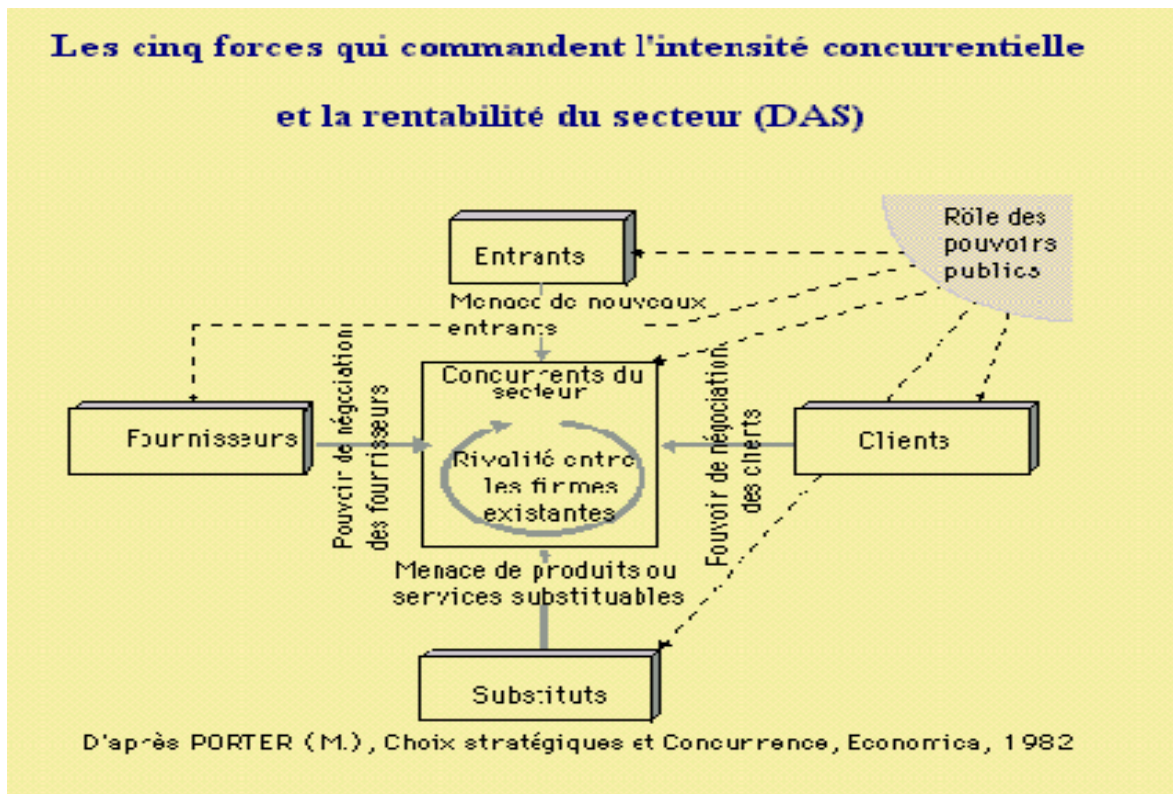 Les cinq forces qui commandent l'intensité concurrentielle
et la rentabilité du secteur (DAS)
Rôle des
pouvoirs
publics
Entrants
Menace de nouveaux
entrants
Concurrents du
secteur
Fournisseurs
Pouvoir de négociation
des fournisseurs
Rivalité entre
les firmes
existantes
Pouvoir de négociation
des clients
Clients
Menace de produits ou
services substituables
Substituts
D'après PORTER (M.), Choix stratégiques et Concurrence, Economica, 1982